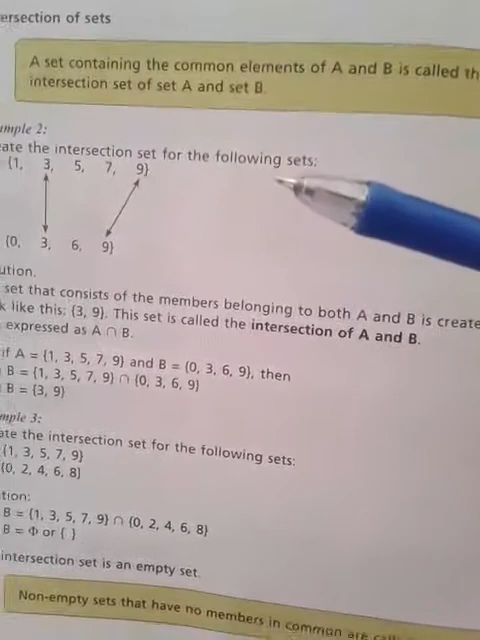 ersection of sets
A set containing the common elements of A and B is called th
intersection set of set A and set B.
mple 2:
eate the intersection set for the following sets:
{1, 3, 5, 7, 9}
{0, 3, 6, 9}
ution.
set that consists of the members belonging to both A and B is create
k like this: {3, 9}. This set is called the intersection of A and B.
expressed as A ∩ B.
if A = {1, 3, 5, 7, 9} and B = {0, 3, 6, 9}, then
B = {1, 3, 5, 7, 9} ∩ {0, 3, 6, 9}
B = {3, 9}
mple 3:
ate the intersection set for the following sets:
{1, 3, 5, 7, 9}
{0, 2, 4, 6, 8}
tion:
B = {1, 3, 5, 7, 9} ∩ {0, 2, 4, 6, 8}
B = Φ or { }
intersection set is an empty set.
Non-empty sets that have no members in common are call